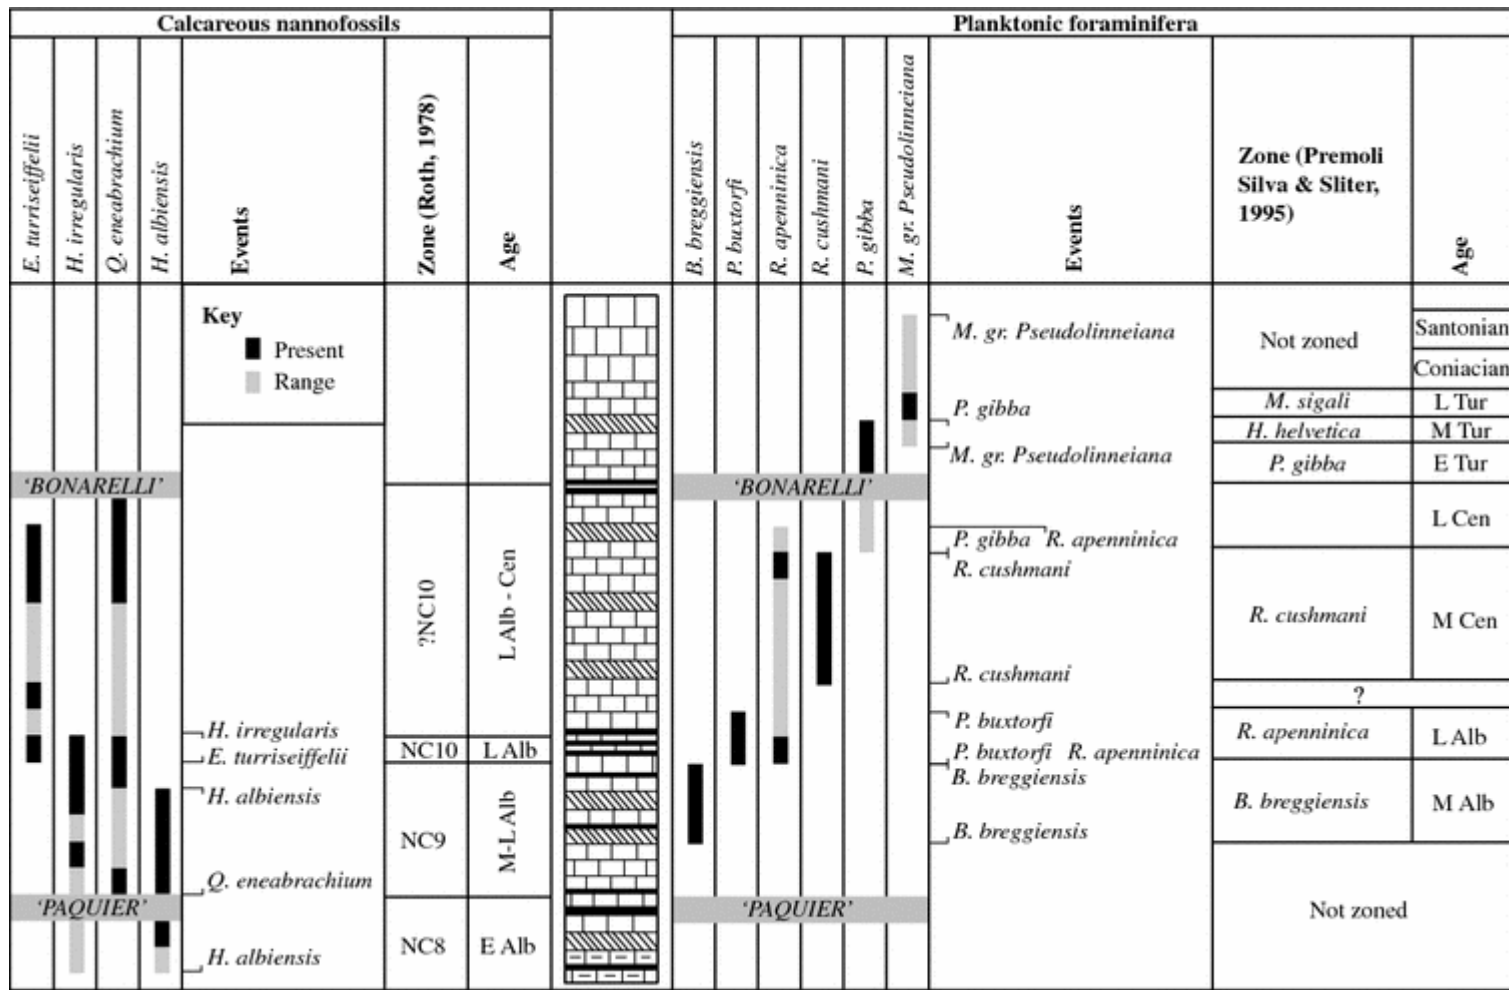 Calcareous nannofossils
Planktonic foraminifera
E. turriseiffelii
H. irregularis
Q. eneabrachium
H. albiensis
Events
Zone (Roth, 1978)
Age
B. breggiensis
P. buxtorfi
R. apenninica
R. cushmani
P. gibba
M. gr. Pseudolinneiana
Events
Zone (Premoli
Silva & Sliter,
1995)
Age
Key
Present
Range
'BONARELLI'
H. irregularis
E. turriseiffelii
H. albiensis
Q. eneabrachium
'PAQUIER'
H. albiensis
?NC10
NC10
NC9
NC8
L Alb - Cen
L Alb
M-L Alb
E Alb
'BONARELLI'
'PAQUIER'
M. gr. Pseudolinneiana
P. gibba
M. gr. Pseudolinneiana
P. gibba R. apenninica
R. cushmani
R. cushmani
P. buxtorfi
P. buxtorfi R. apenninica
B. breggiensis
B. breggiensis
Not zoned
M. sigali
H. helvetica
P. gibba
R. cushmani
?
R. apenninica
B. breggiensis
Not zoned
Santonian
Coniacian
L Tur
M Tur
E Tur
L Cen
M Cen
L Alb
M Alb